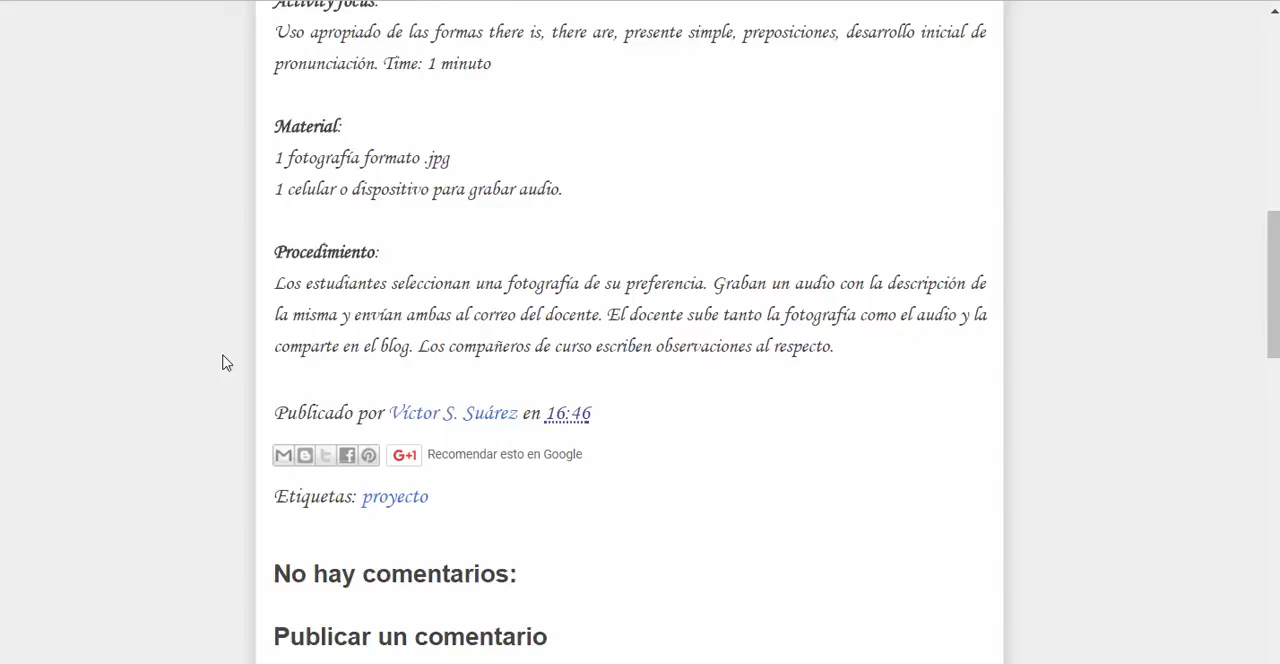 Activity focus:
Uso apropiado de las formas there is, there are, presente simple, preposiciones, desarrollo inicial de
pronunciación. Time: 1 minuto
Material:
1 fotografía formato .jpg
1 celular o dispositivo para grabar audio.
Procedimiento:
Los estudiantes seleccionan una fotografía de su preferencia. Graban un audio con la descripción de
la misma y envían ambas al correo del docente. El docente sube tanto la fotografía como el audio y la
comparte en el blog. Los compañeros de curso escriben observaciones al respecto.
Publicado por Víctor S. Suárez en 16:46
G+1 Recomendar esto en Google
Etiquetas: proyecto
No hay comentarios:
Publicar un comentario